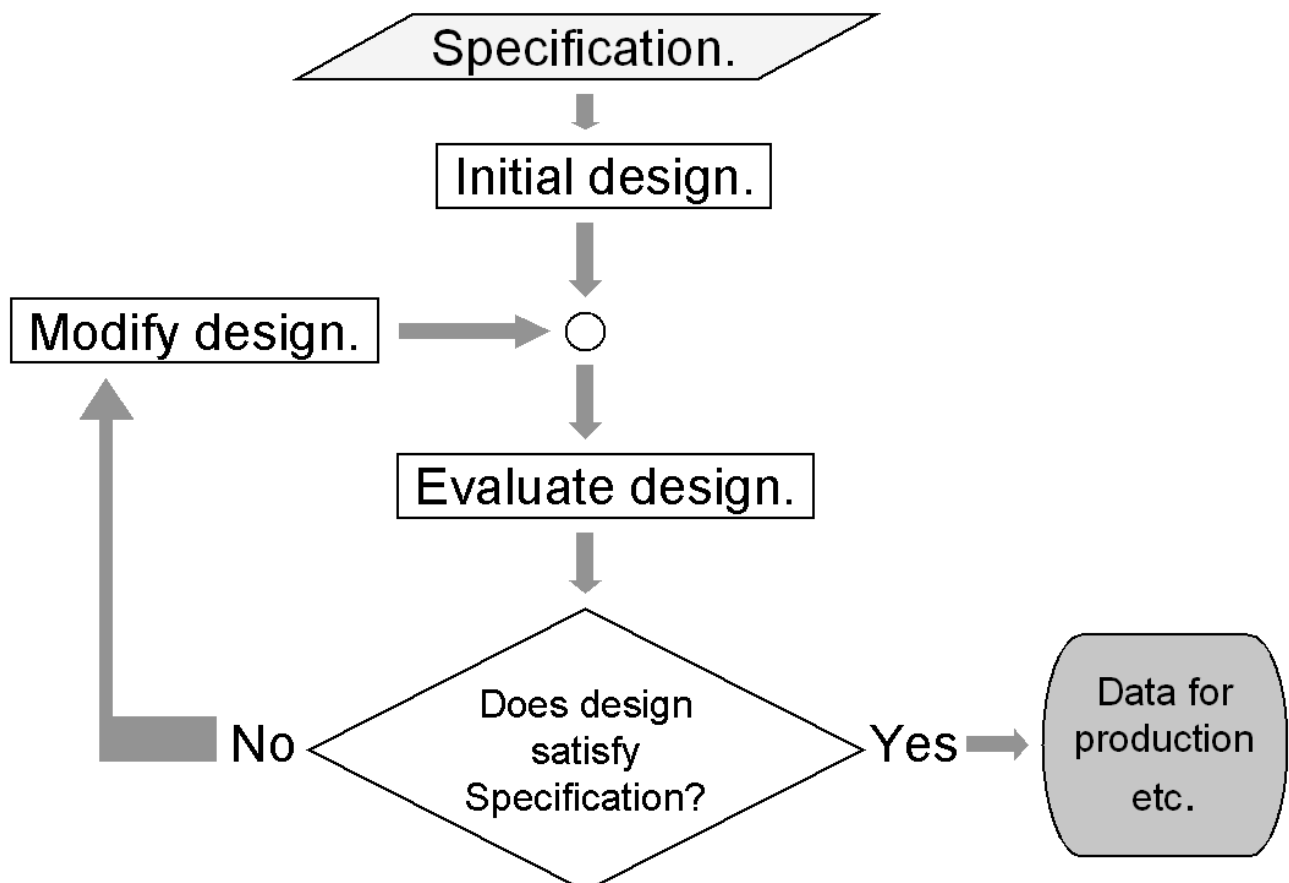 Specification.
Initial design.
Modify design.
Evaluate design.
Does design
satisfy
Specification?
No
Yes
Data for
production
etc.